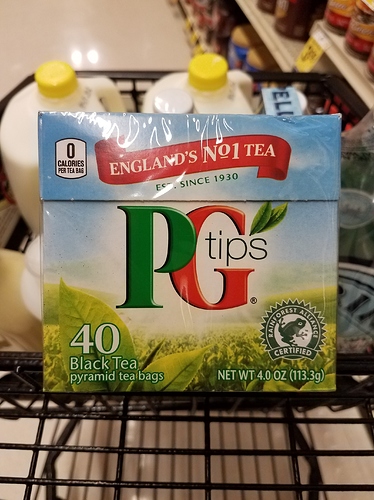 0
CALORIES
PER TEA BAG
ENGLAND'S No1 TEA
EST. SINCE 1930
PG tips®
40
Black Tea
pyramid tea bags
RAINFOREST ALLIANCE
CERTIFIED
NET WT 4.0 OZ (113.3g)